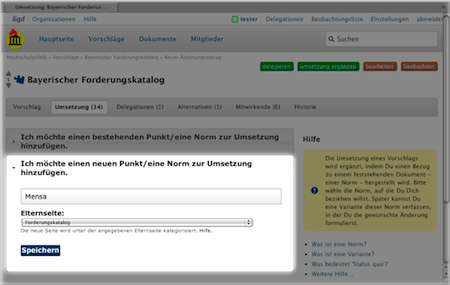 Umsetzung: "Bayerischer Forderun...
liqd Organisationen Hilfe tester Delegationen Beobachtungsliste Einstellungen abmelden
Hauptseite Vorschläge Dokumente Mitglieder Suchen
Hochschulpolitik » Vorschläge » Bayerischer Forderungskatalog » Neuer Änderungsantrag
delegieren umsetzung ergänzen bearbeiten beobachten
5 Bayerischer Forderungskatalog
Vorschlag Umsetzung (14) Delegationen (1) Alternativen (1) Mitwirkende (6) Historie
Ich möchte einen bestehenden Punkt/eine Norm zur Umsetzung
hinzufügen.
Ich möchte einen neuen Punkt/eine Norm zur Umsetzung
hinzufügen.
Mensa
Elternseite:
Forderungskatalog
Die neue Seite wird unter der angegebenen Elternseite kategorisiert, Hilfe.
Speichern
Hilfe
Die Umsetzung eines Vorschlags
wird ergänzt, indem Du einen Bezug
zu einem feststehenden Dokument –
einer Norm – hergestellt wird. Bitte
wähle die Norm, auf die Du Dich
beziehen willst. Später kannst Du
eine Variante dieser Norm verfassen,
in der Du die gewünschte Änderung
formulierst.
Was ist eine Norm?
Was ist eine Variante?
Was bedeutet 'Status quo'?
Weitere Hilfe...